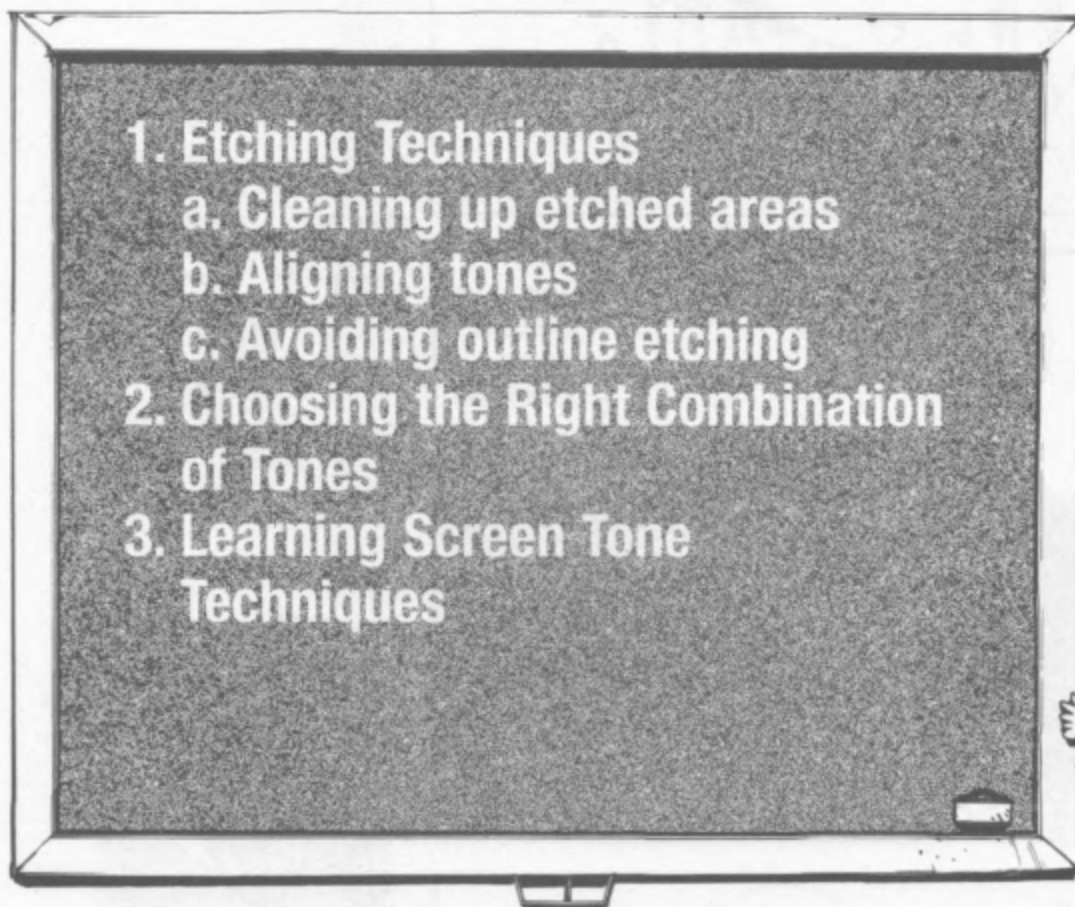 1. Etching Techniques
a. Cleaning up etched areas
b. Aligning tones
c. Avoiding outline etching
2. Choosing the Right Combination
of Tones
3. Learning Screen Tone
Techniques